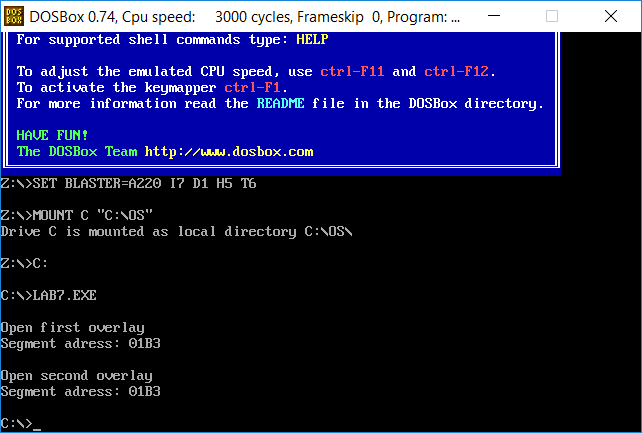 DOSBox 0.74, Cpu speed: 3000 cycles, Frameskip 0, Program: ...
For supported shell commands type: HELP
To adjust the emulated CPU speed, use ctrl-F11 and ctrl-F12.
To activate the keymapper ctrl-F1.
For more information read the README file in the DOSBox directory.
HAVE FUN!
The DOSBox Team http://www.dosbox.com
Z:\>SET BLASTER=A220 I7 D1 H5 T6
Z:\>MOUNT C "C:\OS"
Drive C is mounted as local directory C:\OS\
Z:\>C:
C:\>LAB7.EXE
Open first overlay
Segment adress: 01B3
Open second overlay
Segment adress: 01B3
C:\>_